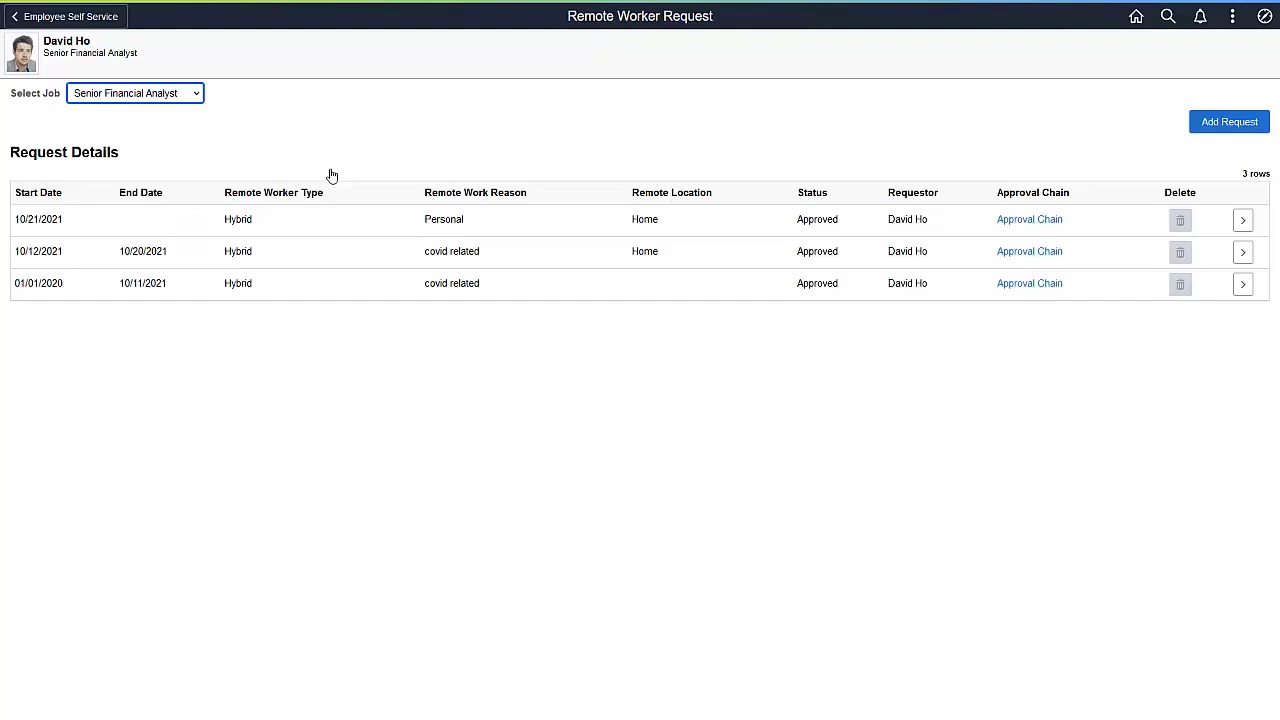 Employee Self Service
Remote Worker Request
David Ho
Senior Financial Analyst
Select Job Senior Financial Analyst
Add Request
Request Details
3 rows
Start Date End Date Remote Worker Type Remote Work Reason Remote Location Status Requestor Approval Chain Delete
10/21/2021 Hybrid Personal Home Approved David Ho Approval Chain
10/12/2021 10/20/2021 Hybrid covid related Home Approved David Ho Approval Chain
01/01/2020 10/11/2021 Hybrid covid related Approved David Ho Approval Chain